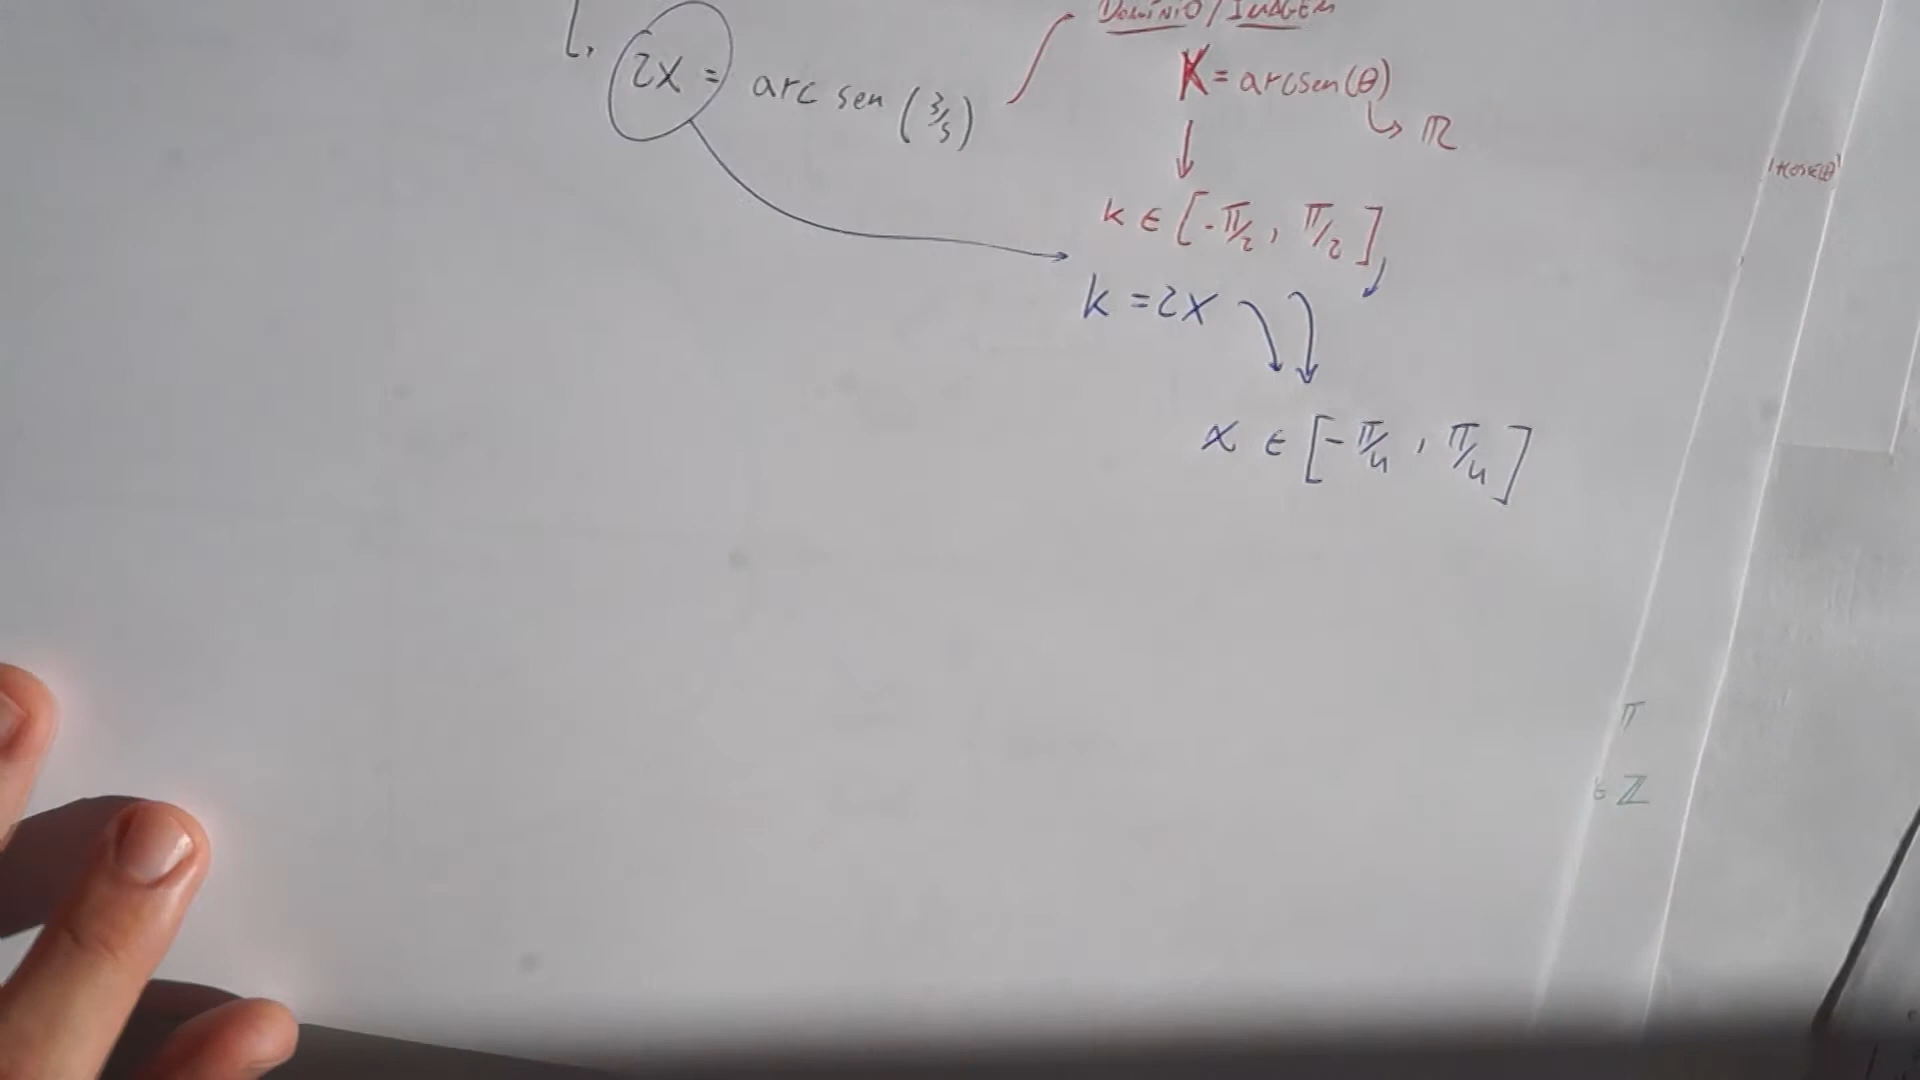 DOMÍNIO / IMAGEM
1. 2X = arc sen (3/5)
K = arcsen(θ)
↳ ℝ
K ∈ [-π/2, π/2]
K = 2X
x ∈ [-π/4, π/4]
π
ℤ